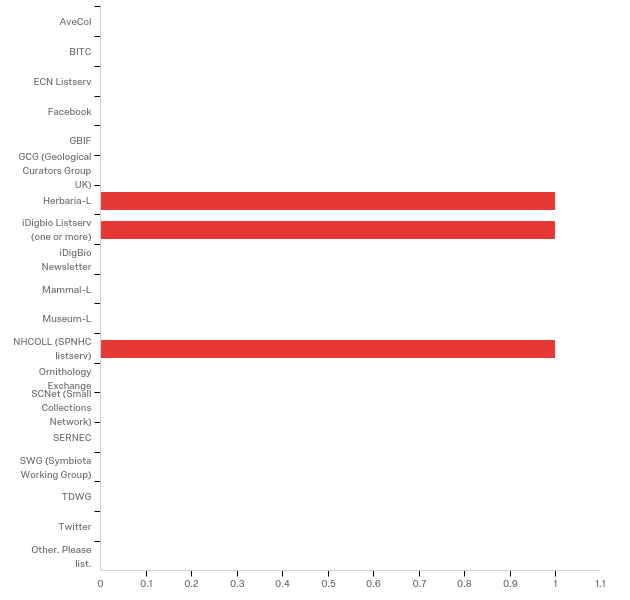 AveCol
BITC
ECN Listserv
Facebook
GBIF
GCG (Geological
Curators Group
UK)
Herbaria-L
iDigbio Listserv
(one or more)
iDigBio
Newsletter
Mammal-L
Museum-L
NHCOLL (SPNHC
listserv)
Ornithology
Exchange
SCNet (Small
Collections
Network)
SERNEC
SWG (Symbiota
Working Group)
TDWG
Twitter
Other. Please
list.
0 0.1 0.2 0.3 0.4 0.5 0.6 0.7 0.8 0.9 1 1.1